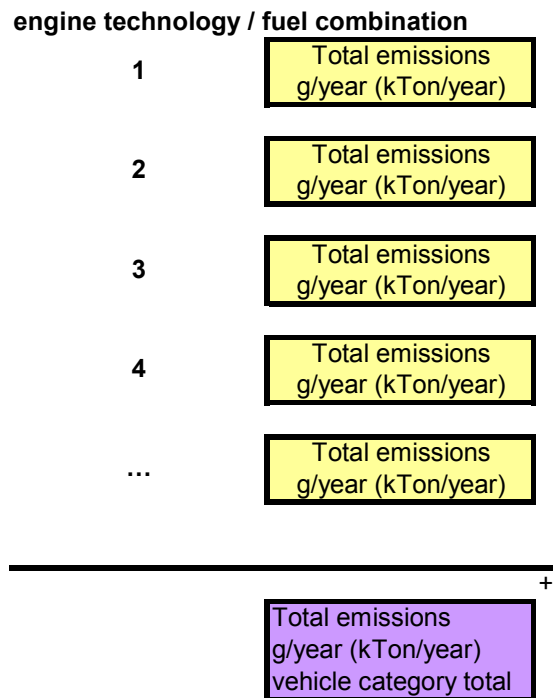 engine technology / fuel combination
1
Total emissions
g/year (kTon/year)
2
Total emissions
g/year (kTon/year)
3
Total emissions
g/year (kTon/year)
4
Total emissions
g/year (kTon/year)
...
Total emissions
g/year (kTon/year)
+
Total emissions
g/year (kTon/year)
vehicle category total